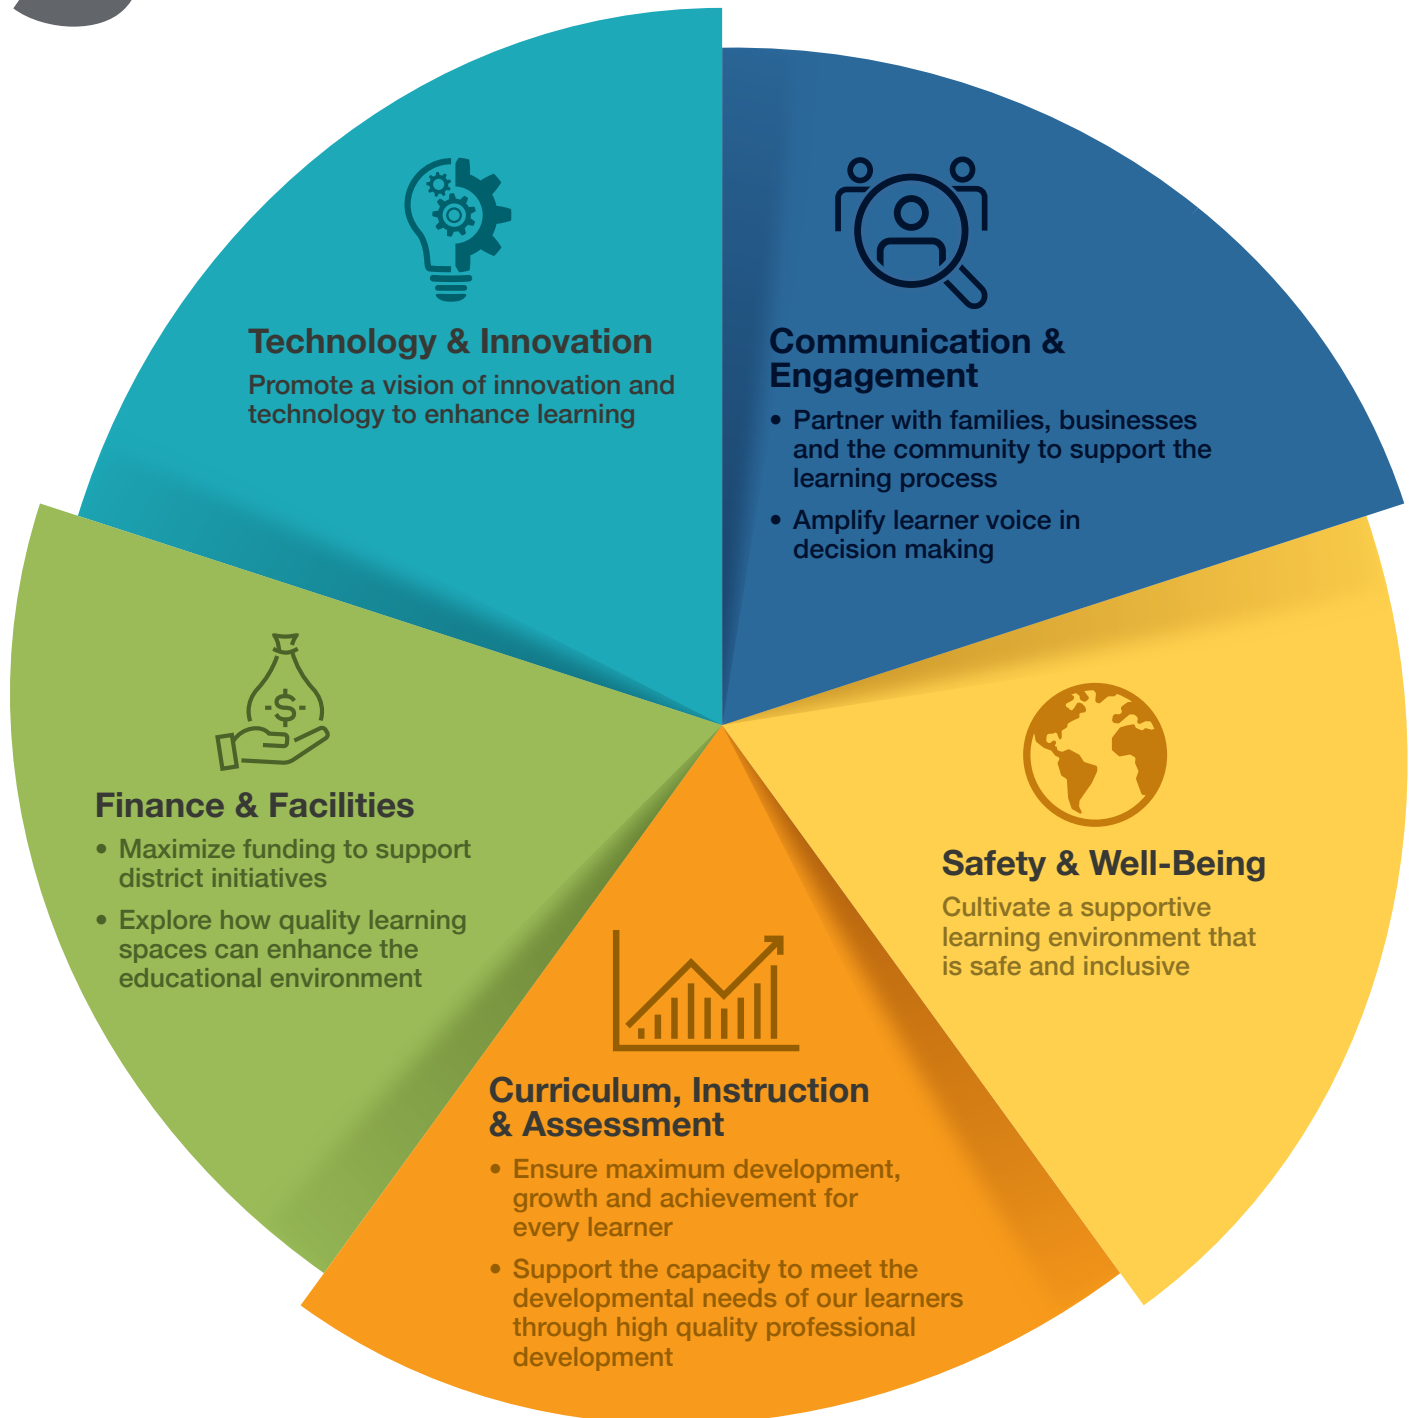 Technology & Innovation
Promote a vision of innovation and
technology to enhance learning
Communication &
Engagement
• Partner with families, businesses
and the community to support the
learning process
• Amplify learner voice in
decision making
Finance & Facilities
• Maximize funding to support
district initiatives
• Explore how quality learning
spaces can enhance the
educational environment
$
Safety & Well-Being
Cultivate a supportive
learning environment that
is safe and inclusive
Curriculum, Instruction
& Assessment
• Ensure maximum development,
growth and achievement for
every learner
• Support the capacity to meet the
developmental needs of our learners
through high quality professional
development